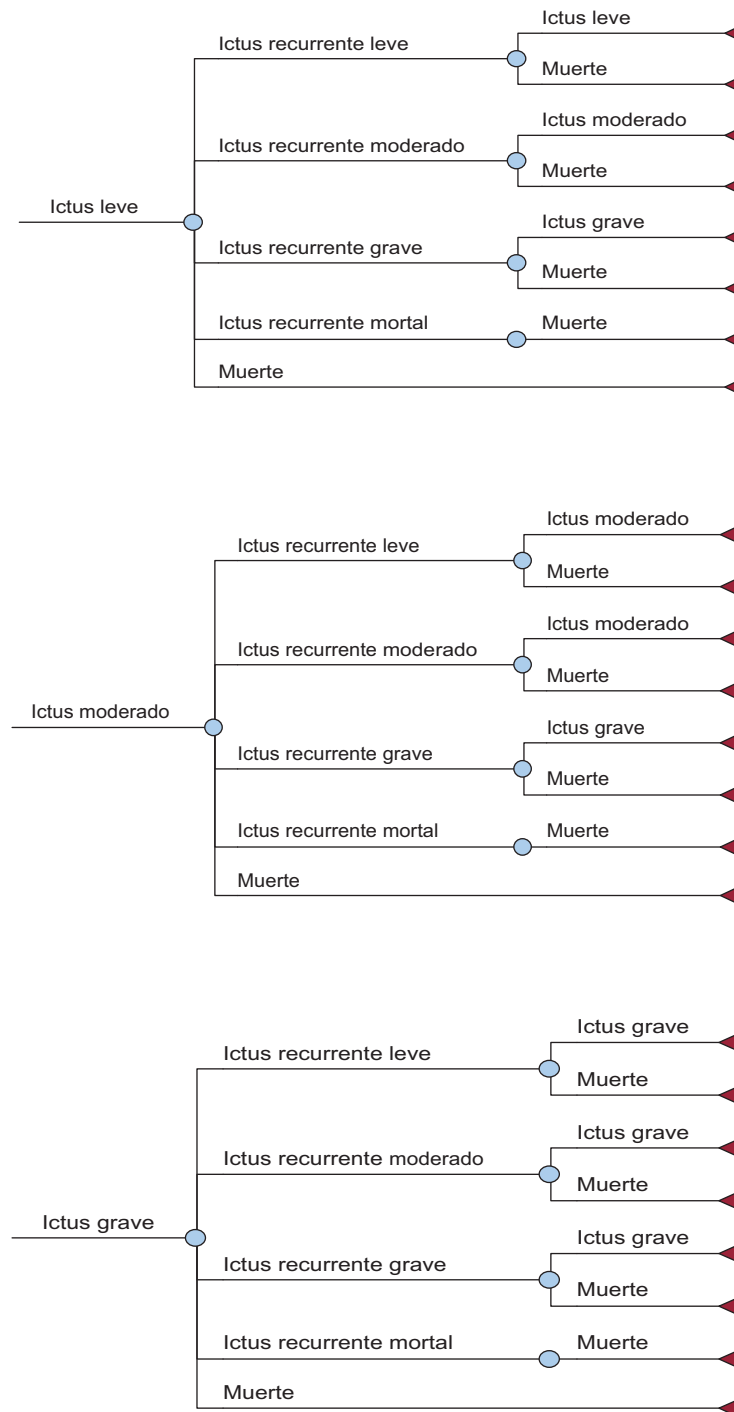 Ictus leve
Ictus recurrente leve
Muerte
Ictus moderado
Ictus recurrente moderado
Muerte
Ictus leve
Ictus grave
Ictus recurrente grave
Muerte
Ictus recurrente mortal
Muerte
Muerte
Ictus moderado
Ictus recurrente leve
Muerte
Ictus moderado
Ictus recurrente moderado
Muerte
Ictus moderado
Ictus grave
Ictus recurrente grave
Muerte
Ictus recurrente mortal
Muerte
Muerte
Ictus grave
Ictus recurrente leve
Muerte
Ictus grave
Ictus recurrente moderado
Muerte
Ictus grave
Ictus grave
Ictus recurrente grave
Muerte
Ictus recurrente mortal
Muerte
Muerte